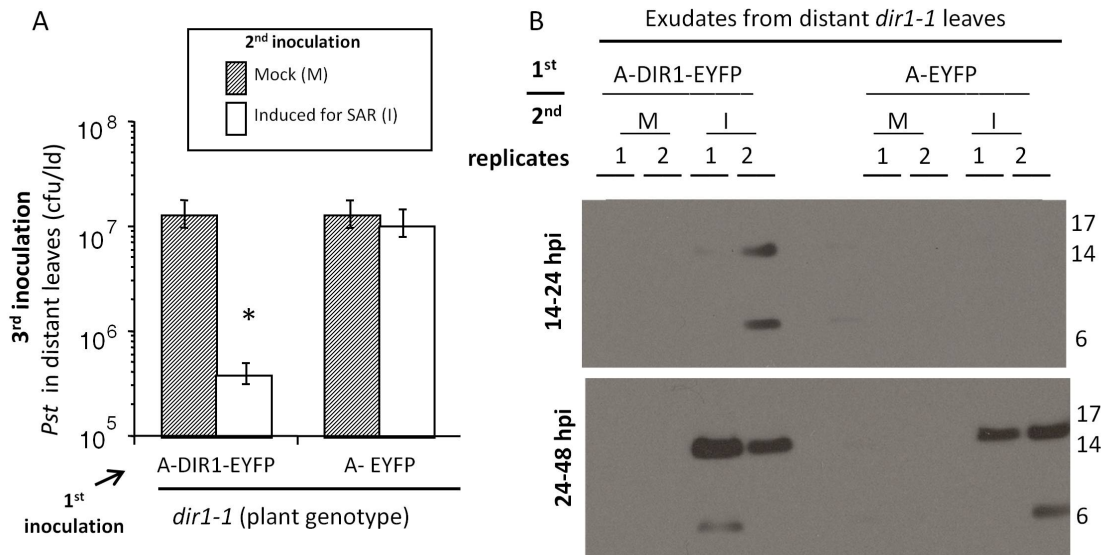 A
2nd inoculation
Mock (M)
Induced for SAR (I)
10^8
10^7
10^6
10^5
3rd inoculation
Pst in distant leaves (cfu/ld)
*
A-DIR1-EYFP
A- EYFP
1st
inoculation
dir1-1 (plant genotype)
B
Exudates from distant dir1-1 leaves
1st
A-DIR1-EYFP
A-EYFP
2nd
M I M I
replicates 1 2 1 2 1 2 1 2
14-24 hpi
17
14
6
24-48 hpi
17
14
6